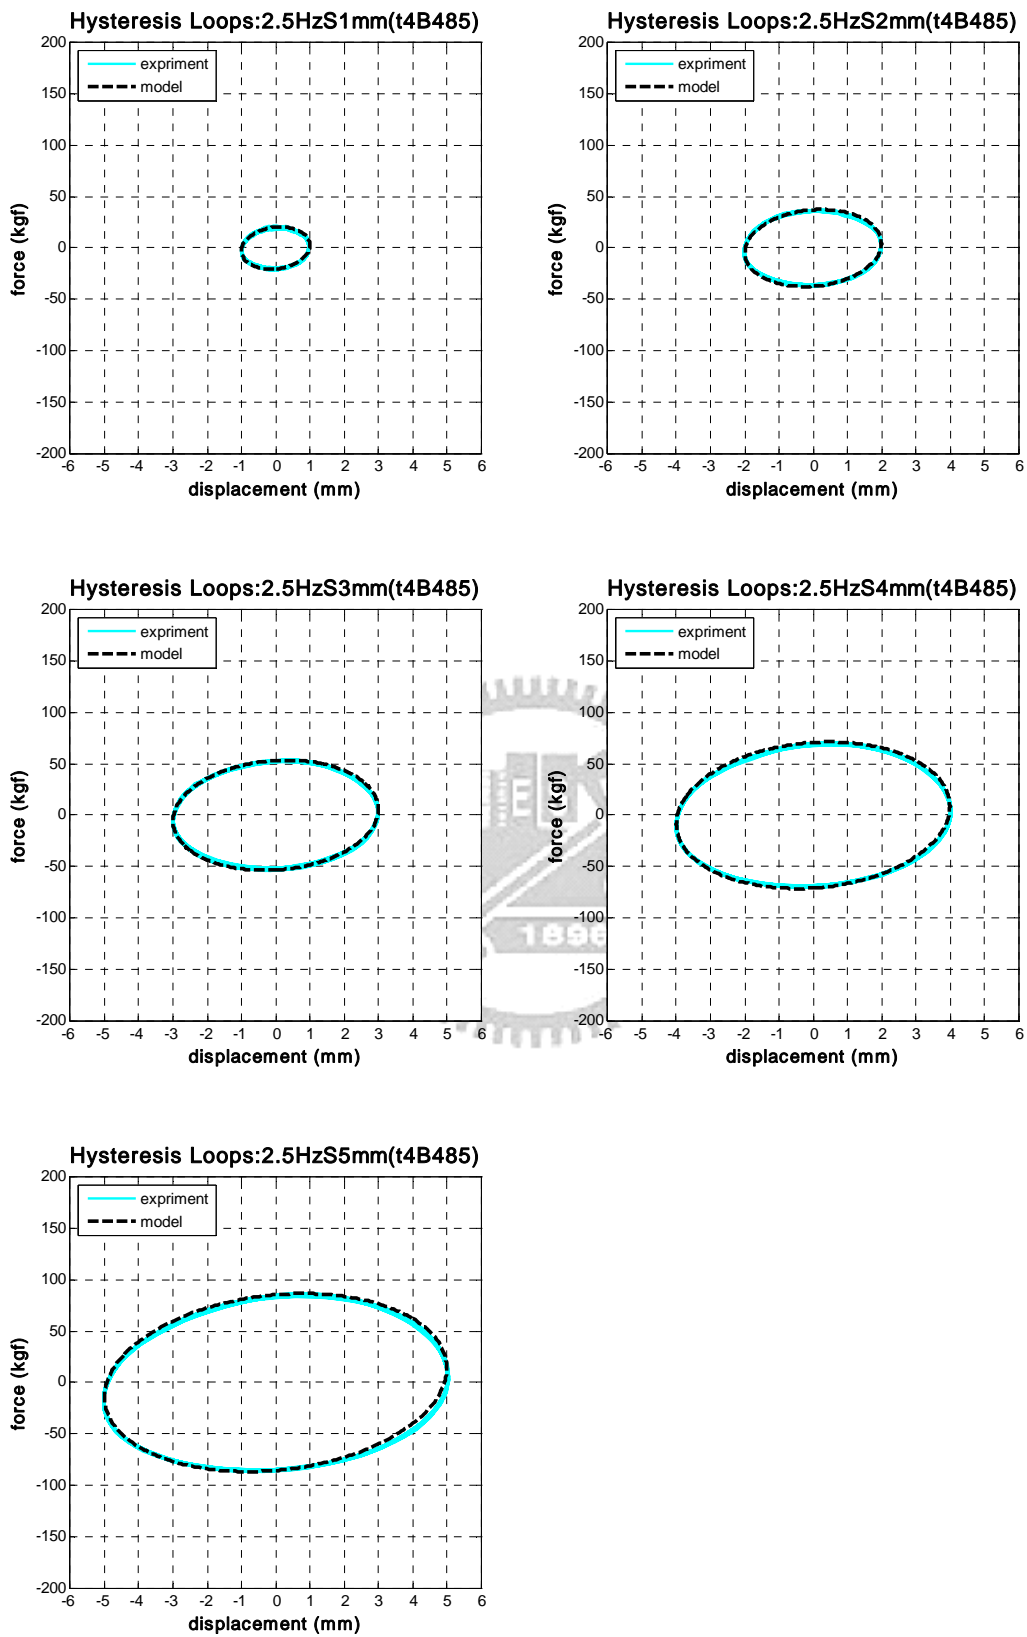 Hysteresis Loops:2.5HzS1mm(t4B485)
expriment
model
200
150
100
50
0
-50
-100
-150
-200
force (kgf)
-6 -5 -4 -3 -2 -1 0 1 2 3 4 5 6
displacement (mm)
Hysteresis Loops:2.5HzS2mm(t4B485)
expriment
model
200
150
100
50
0
-50
-100
-150
-200
force (kgf)
-6 -5 -4 -3 -2 -1 0 1 2 3 4 5 6
displacement (mm)
Hysteresis Loops:2.5HzS3mm(t4B485)
expriment
model
200
150
100
50
0
-50
-100
-150
-200
force (kgf)
-6 -5 -4 -3 -2 -1 0 1 2 3 4 5 6
displacement (mm)
Hysteresis Loops:2.5HzS4mm(t4B485)
expriment
model
200
150
100
50
0
-50
-100
-150
-200
force (kgf)
-6 -5 -4 -3 -2 -1 0 1 2 3 4 5 6
displacement (mm)
1896
Hysteresis Loops:2.5HzS5mm(t4B485)
expriment
model
200
150
100
50
0
-50
-100
-150
-200
force (kgf)
-6 -5 -4 -3 -2 -1 0 1 2 3 4 5 6
displacement (mm)